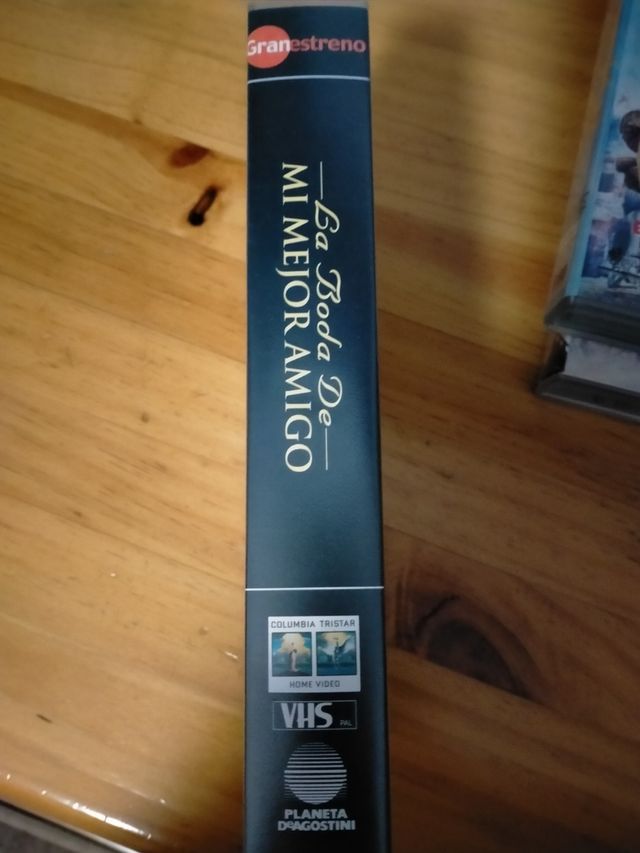 Granestreno
La Boda De
MI MEJOR AMIGO
COLUMBIA TRISTAR
HOME VIDEO
VHS PAL
PLANETA
DeAGOSTINI